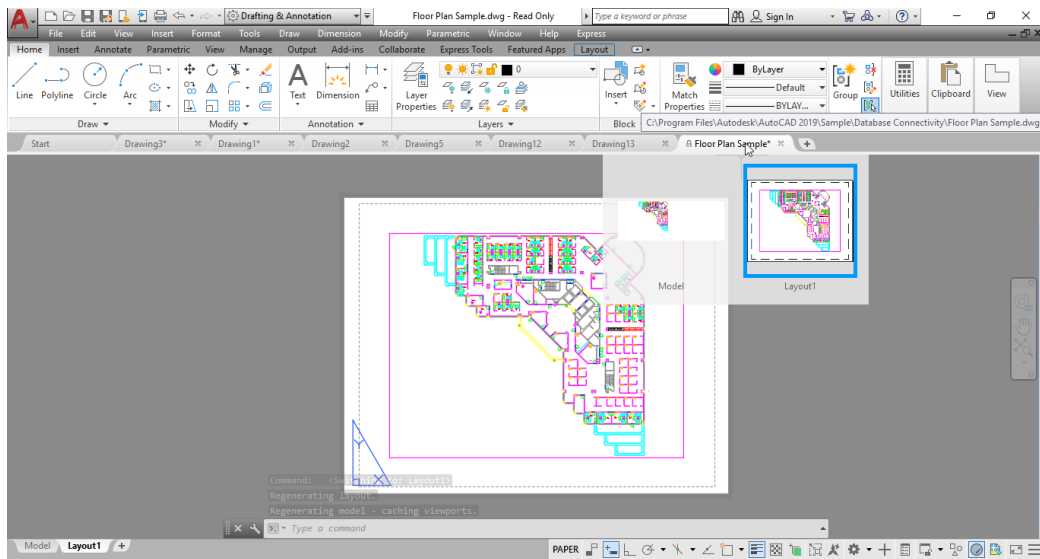 A Drafting & Annotation Floor Plan Sample.dwg - Read Only Type a keyword or phrase Sign In ?
File Edit View Insert Format Tools Draw Dimension Modify Parametric Window Help Express
Home Insert Annotate Parametric View Manage Output Add-ins Collaborate Express Tools Featured Apps Layout
Line Polyline Circle Arc A Text Dimension Layer Properties 0 Insert Match Properties ByLayer Default BYLAY... Group Utilities Clipboard View
Draw Modify Annotation Layers Block C:\Program Files\Autodesk\AutoCAD 2019\Sample\Database Connectivity\Floor Plan Sample.dwg
Start Drawing3* Drawing1* Drawing2 Drawing5 Drawing12 Drawing13 Floor Plan Sample*
Model Layout1
Command: <Switching to: Layout1>
Regenerating layout.
Regenerating model - caching viewports.
Type a command
Model Layout1 + PAPER